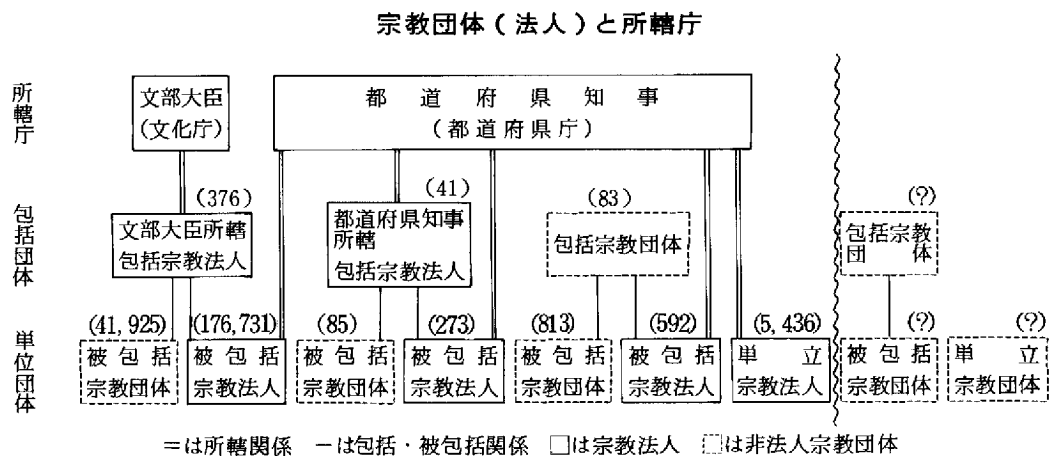 宗教団体(法人)と所轄庁
所轄庁
文部大臣
(文化庁)
都道府県知事
(都道府県庁)
包括団体
(376)
文部大臣所轄
包括宗教法人
(41)
都道府県知事
所轄
包括宗教法人
(83)
包括宗教団体
(?)
包括宗教
団体
単位団体
(41,925)
被包括
宗教団体
(176,731)
被包括
宗教法人
(85)
被包括
宗教団体
(273)
被包括
宗教法人
(813)
被包括
宗教団体
(592)
被包括
宗教法人
(5,436)
単立
宗教法人
(?)
被包括
宗教団体
(?)
単立
宗教団体
=は所轄関係 −は包括・被包括関係 □は宗教法人 は非法人宗教団体